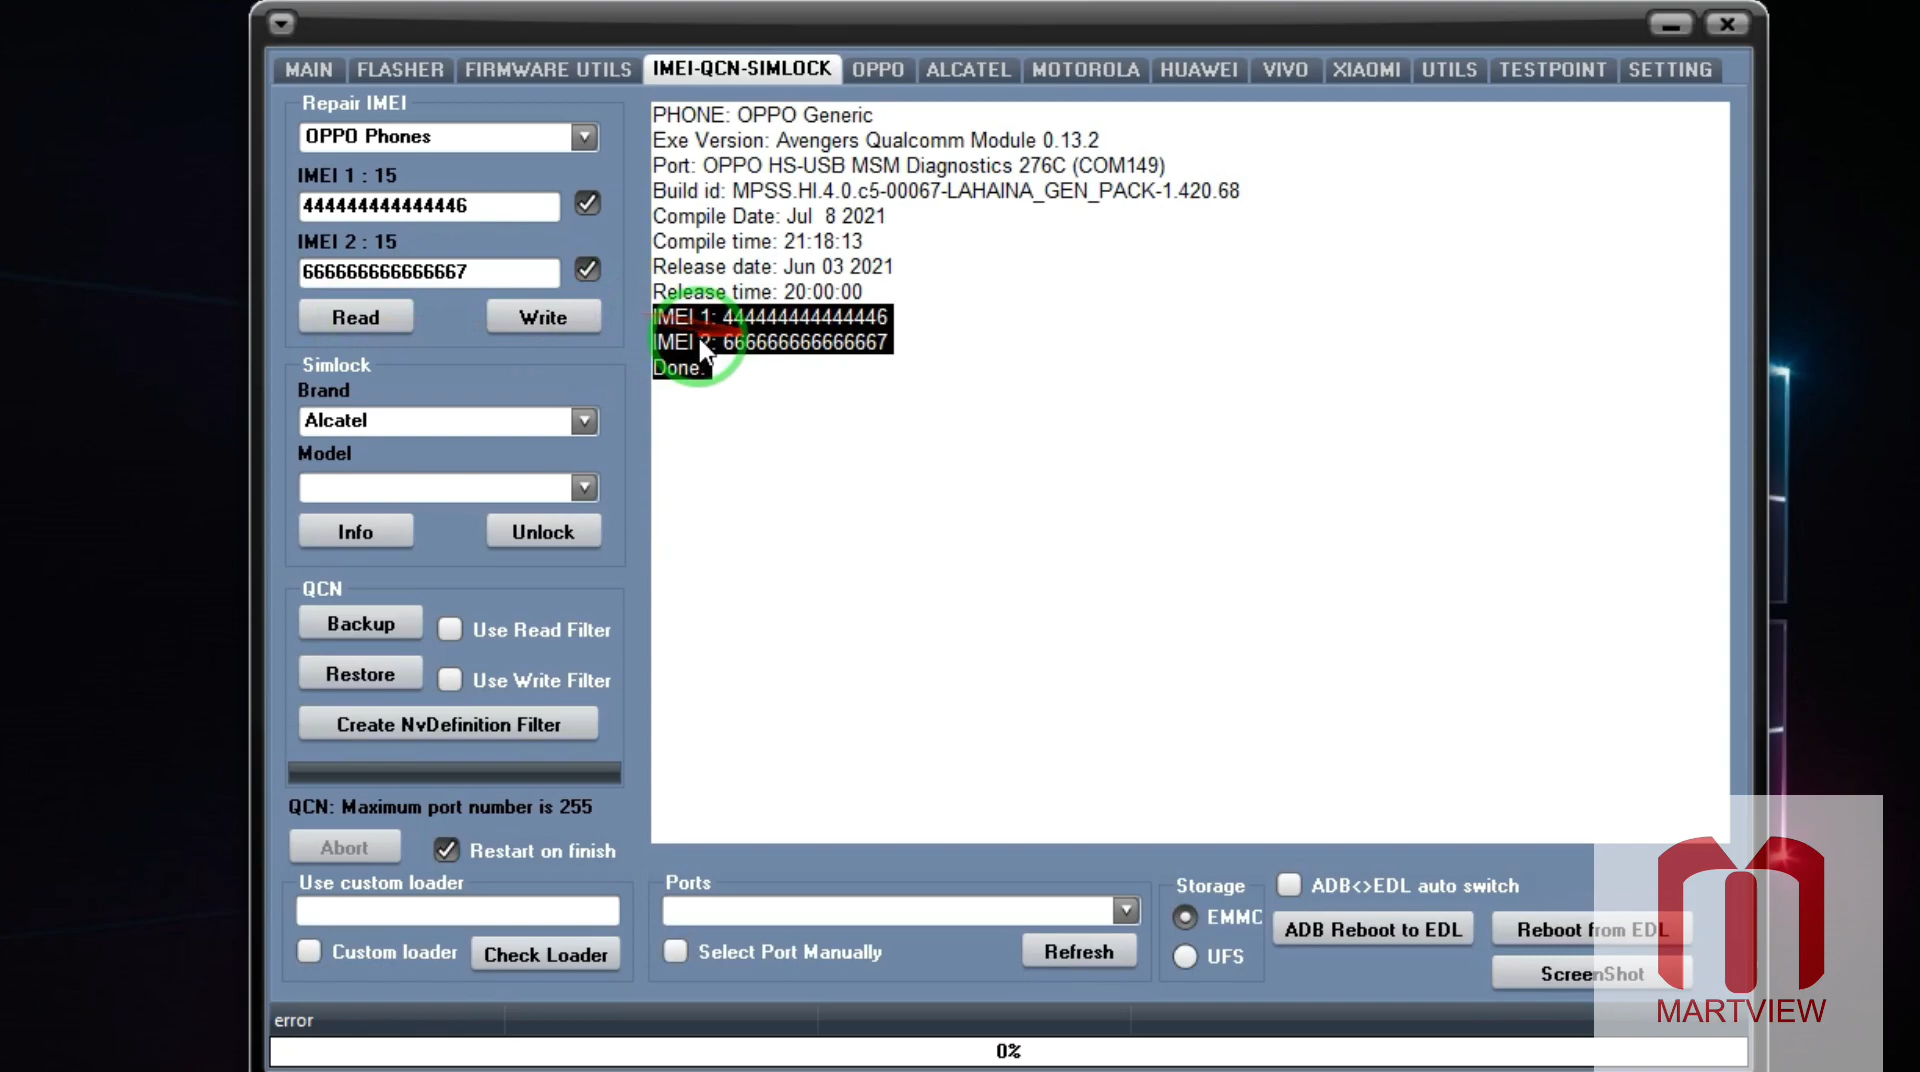 MAIN FLASHER FIRMWARE UTILS IMEI-QCN-SIMLOCK OPPO ALCATEL MOTOROLA HUAWEI VIVO XIAOMI UTILS TESTPOINT SETTING
Repair IMEI
OPPO Phones
IMEI 1 : 15
444444444444446
IMEI 2 : 15
666666666666667
Read Write
Simlock
Brand
Alcatel
Model
Info Unlock
QCN
Backup Use Read Filter
Restore Use Write Filter
Create NvDefinition Filter
QCN: Maximum port number is 255
Abort Restart on finish
Use custom loader
Custom loader Check Loader
PHONE: OPPO Generic
Exe Version: Avengers Qualcomm Module 0.13.2
Port: OPPO HS-USB MSM Diagnostics 276C (COM149)
Build id: MPSS.HI.4.0.c5-00067-LAHAINA_GEN_PACK-1.420.68
Compile Date: Jul  8 2021
Compile time: 21:18:13
Release date: Jun 03 2021
Release time: 20:00:00
IMEI 1: 444444444444446
IMEI 2: 666666666666667
Done.
Ports
Select Port Manually Refresh
Storage
EMMC
UFS
ADB<>EDL auto switch
ADB Reboot to EDL Reboot from EDL
ScreenShot
MARTVIEW
error
0%